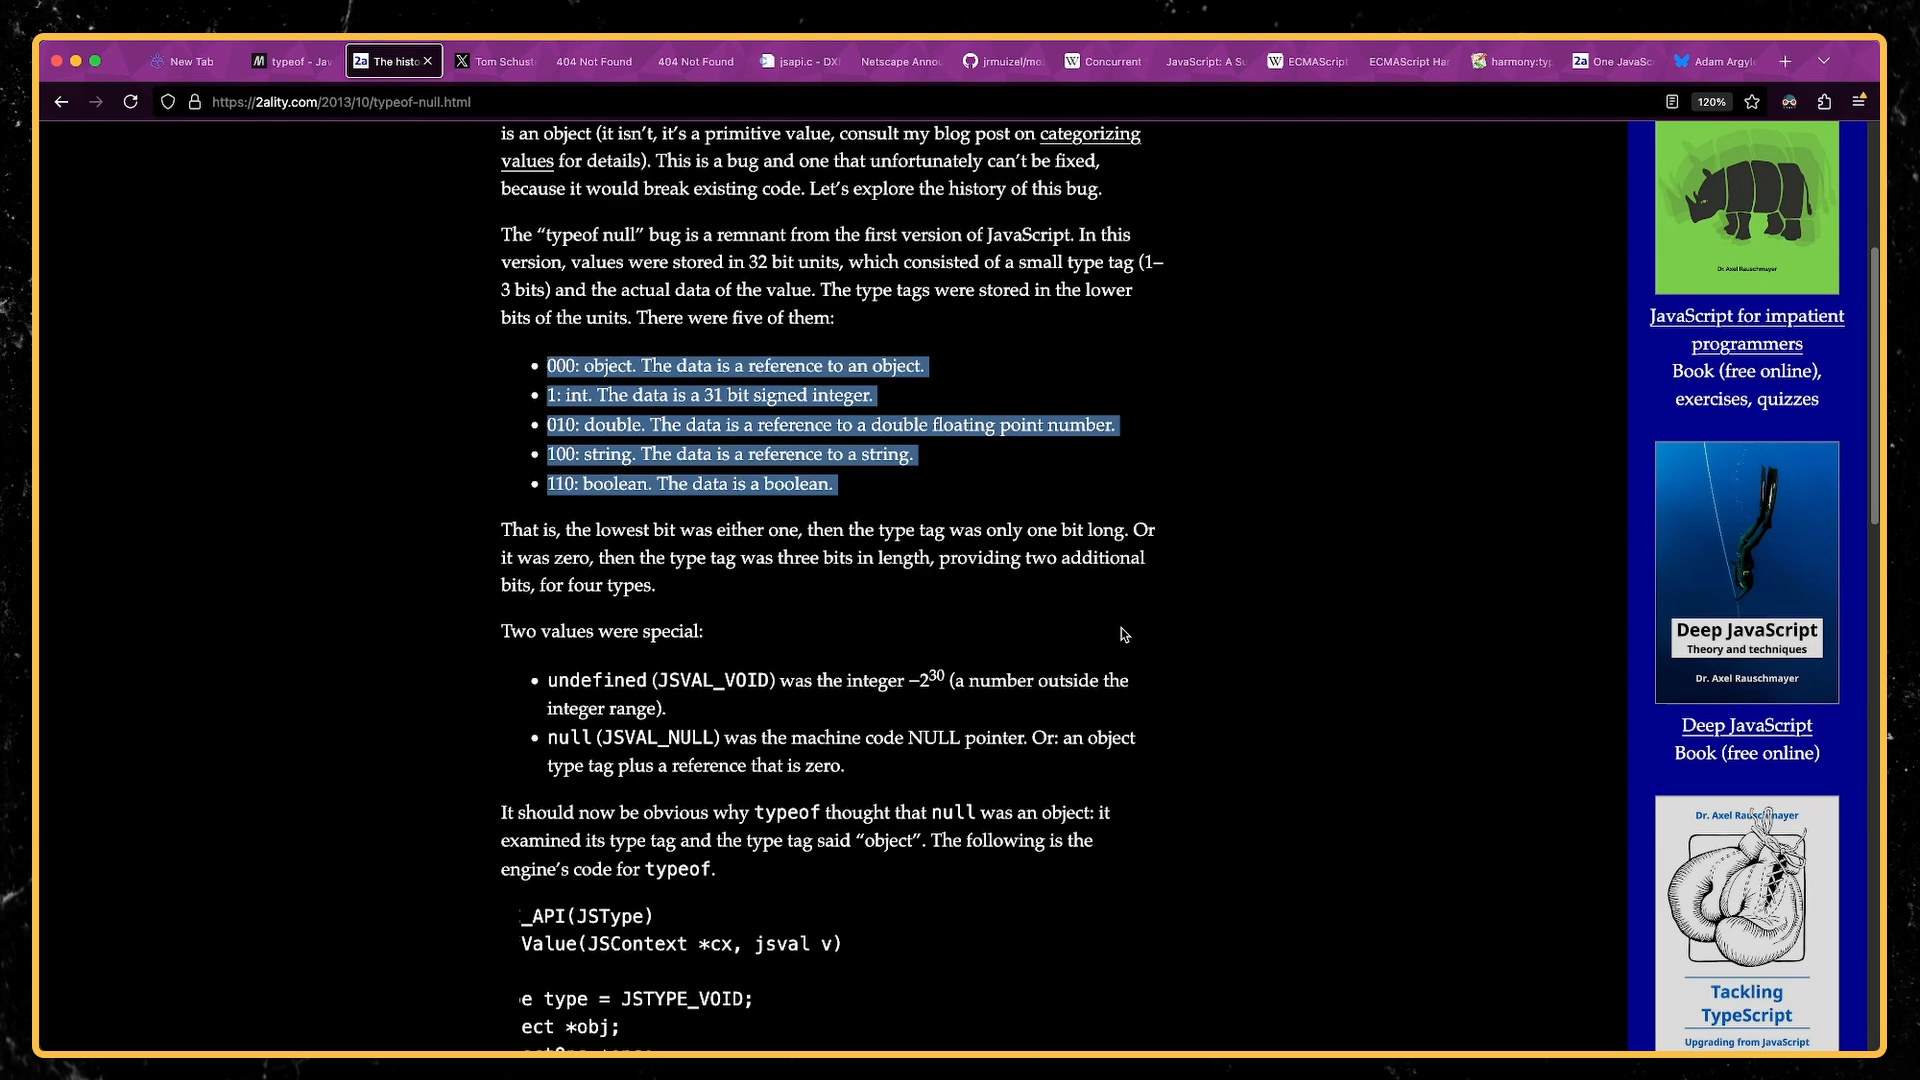 New Tab
typeof - Jav
The histo
Tom Schust
404 Not Found
404 Not Found
jsapi.c - DX
Netscape Annou
jrmuizel/mo
Concurrent
JavaScript: A Su
ECMAScript
ECMAScript Har
harmony:typ
One JavaSc
Adam Argyl
https://2ality.com/2013/10/typeof-null.html
120%
is an object (it isn’t, it’s a primitive value, consult my blog post on categorizing
values for details). This is a bug and one that unfortunately can’t be fixed,
because it would break existing code. Let’s explore the history of this bug.
The “typeof null” bug is a remnant from the first version of JavaScript. In this
version, values were stored in 32 bit units, which consisted of a small type tag (1–
3 bits) and the actual data of the value. The type tags were stored in the lower
bits of the units. There were five of them:
• 000: object. The data is a reference to an object.
• 1: int. The data is a 31 bit signed integer.
• 010: double. The data is a reference to a double floating point number.
• 100: string. The data is a reference to a string.
• 110: boolean. The data is a boolean.
That is, the lowest bit was either one, then the type tag was only one bit long. Or
it was zero, then the type tag was three bits in length, providing two additional
bits, for four types.
Two values were special:
• undefined (JSVAL_VOID) was the integer −2³⁰ (a number outside the
integer range).
• null (JSVAL_NULL) was the machine code NULL pointer. Or: an object
type tag plus a reference that is zero.
It should now be obvious why typeof thought that null was an object: it
examined its type tag and the type tag said “object”. The following is the
engine’s code for typeof.
_API(JSType)
Value(JSContext *cx, jsval v)
e type = JSTYPE_VOID;
ect *obj;
Dr. Axel Rauschmayer
JavaScript for impatient
programmers
Book (free online),
exercises, quizzes
Deep JavaScript
Theory and techniques
Dr. Axel Rauschmayer
Deep JavaScript
Book (free online)
Dr. Axel Rauschmayer
Tackling
TypeScript
Upgrading from JavaScript